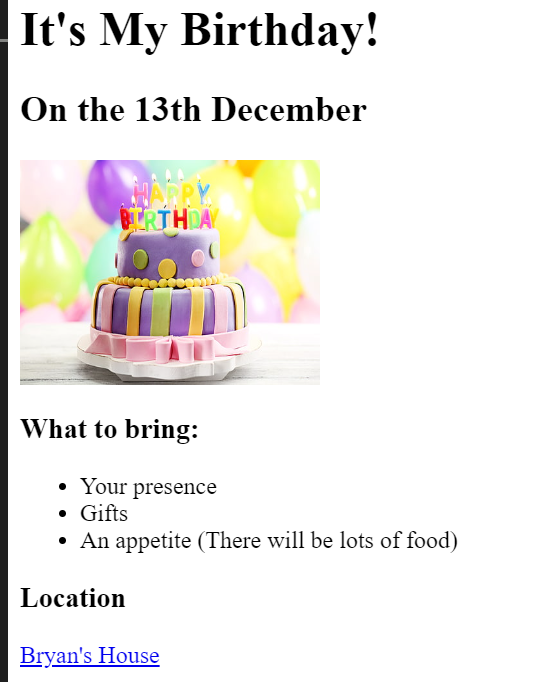 It's My Birthday!
On the 13th December
HAPPY
BIRTHDAY
What to bring:
Your presence
Gifts
An appetite (There will be lots of food)
Location
Bryan's House